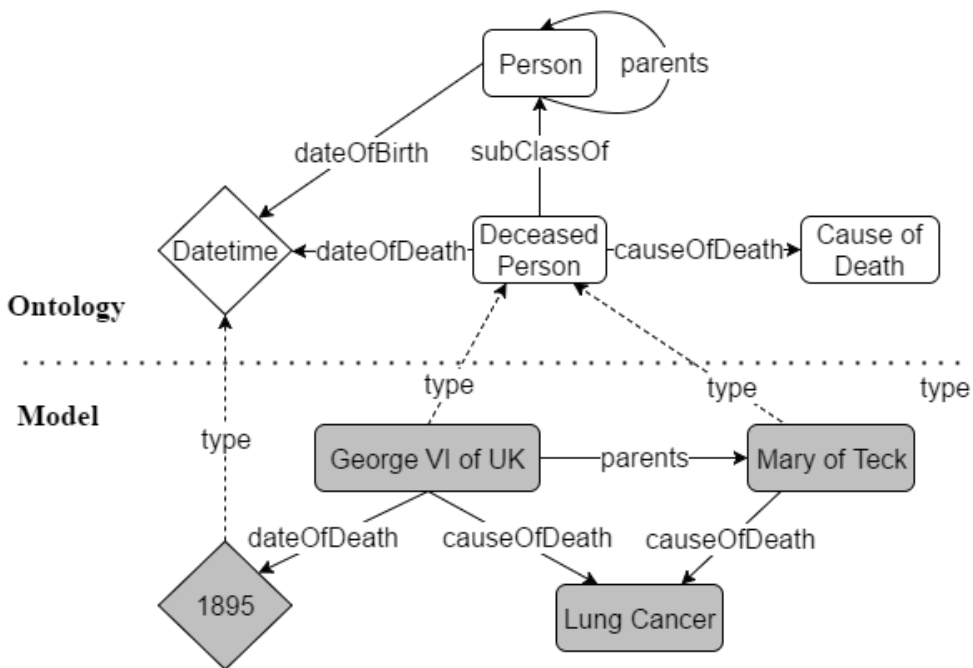 Person
parents
dateOfBirth
subClassOf
Datetime
dateOfDeath
Deceased
Person
causeOfDeath
Cause of
Death
Ontology
type
type
type
Model
type
George VI of UK
parents
Mary of Teck
dateOfDeath
causeOfDeath
causeOfDeath
1895
Lung Cancer